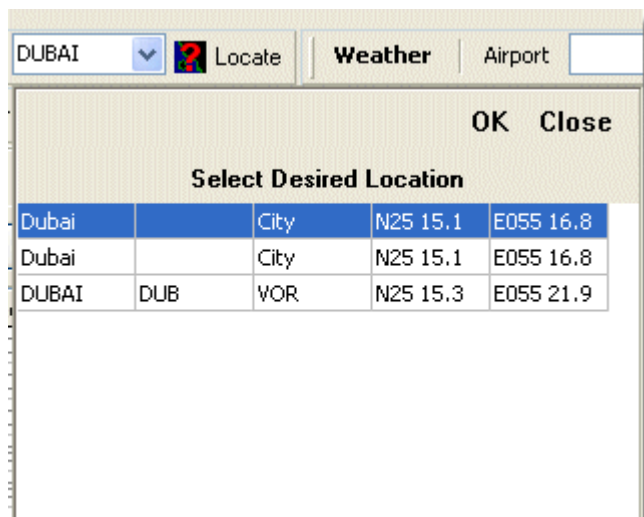 DUBAI Locate Weather Airport
OK Close
Select Desired Location
Dubai City N25 15.1 E055 16.8
Dubai City N25 15.1 E055 16.8
DUBAI DUB VOR N25 15.3 E055 21.9